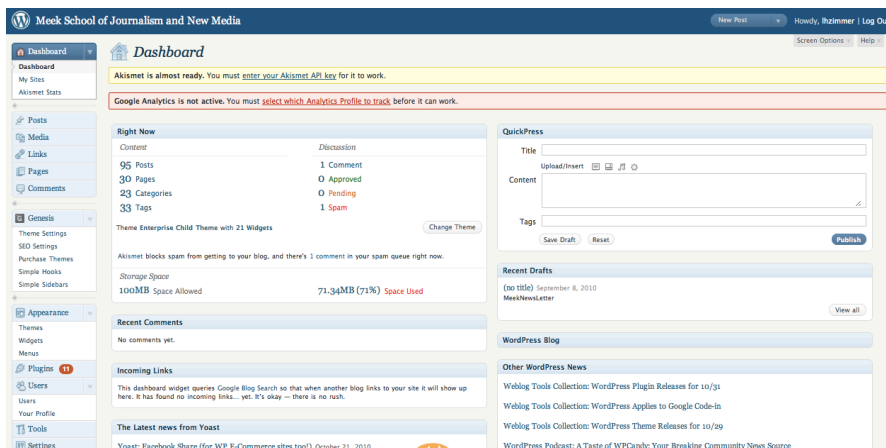 Meek School of Journalism and New Media
New Post
Howdy, lhzimmer | Log Ou
Screen Options
Help
Dashboard
Dashboard
My Sites
Akismet Stats
Posts
Media
Links
Pages
Comments
Genesis
Theme Settings
SEO Settings
Purchase Themes
Simple Hooks
Simple Sidebars
Appearance
Themes
Widgets
Menus
Plugins 11
Users
Users
Your Profile
Tools
Settings
Dashboard
Akismet is almost ready. You must enter your Akismet API key for it to work.
Google Analytics is not active. You must select which Analytics Profile to track before it can work.
Right Now
Content
Discussion
95 Posts
1 Comment
30 Pages
0 Approved
23 Categories
0 Pending
33 Tags
1 Spam
Theme Enterprise Child Theme with 21 Widgets
Change Theme
Akismet blocks spam from getting to your blog, and there's 1 comment in your spam queue right now.
Storage Space
100MB Space Allowed
71.34MB (71%) Space Used
Recent Comments
No comments yet.
Incoming Links
This dashboard widget queries Google Blog Search so that when another blog links to your site it will show up
here. It has found no incoming links... yet. It's okay — there is no rush.
The Latest news from Yoast
Yoast: Facebook Share (for WP E-Commerce sites too!) October 21, 2010
QuickPress
Title
Upload/Insert
Content
Tags
Save Draft
Reset
Publish
Recent Drafts
(no title) September 8, 2010
MeekNewsLetter
View all
WordPress Blog
Other WordPress News
Weblog Tools Collection: WordPress Plugin Releases for 10/31
Weblog Tools Collection: WordPress Applies to Google Code-in
Weblog Tools Collection: WordPress Theme Releases for 10/29
WordPress Podcast: A Taste of WPCandy: Your Breaking Community News Source